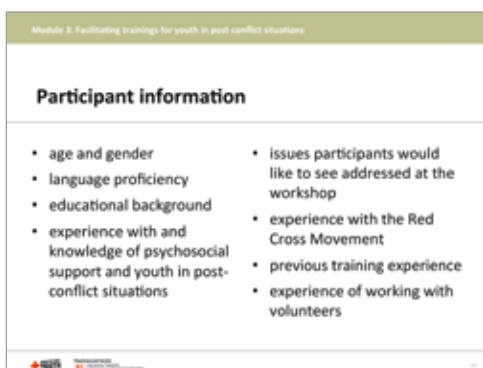 Module 3: Facilitating trainings for youth in post-conflict situations
Participant information
• age and gender
• language proficiency
• educational background
• experience with and
knowledge of psychosocial
support and youth in post-
conflict situations
• issues participants would
like to see addressed at the
workshop
• experience with the Red
Cross Movement
• previous training experience
• experience of working with
volunteers